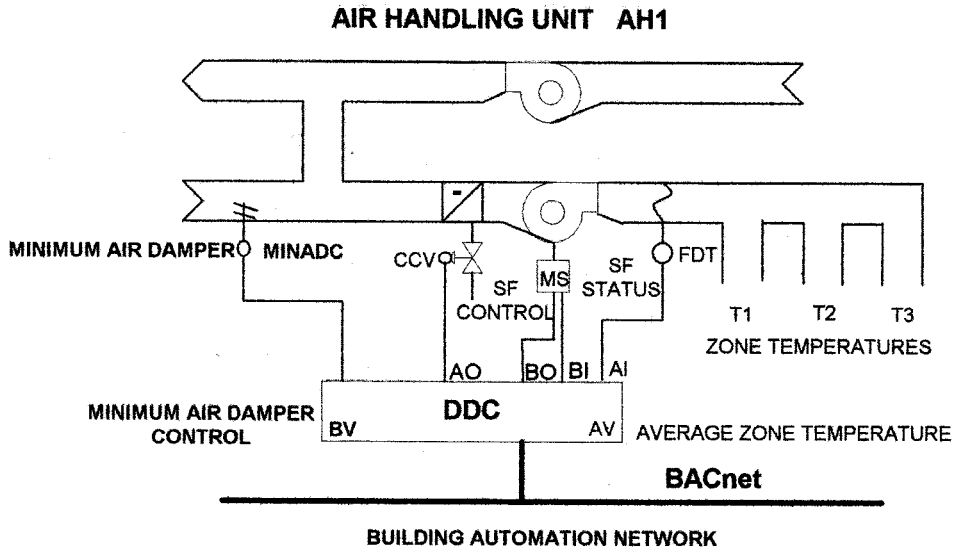 AIR HANDLING UNIT AH1
MINIMUM AIR DAMPER
MINADC
CCV
SF
CONTROL
MS
SF
STATUS
FDT
T1
T2
T3
ZONE TEMPERATURES
AO
BO
BI
AI
MINIMUM AIR DAMPER
CONTROL
BV
DDC
AV
AVERAGE ZONE TEMPERATURE
BACnet
BUILDING AUTOMATION NETWORK